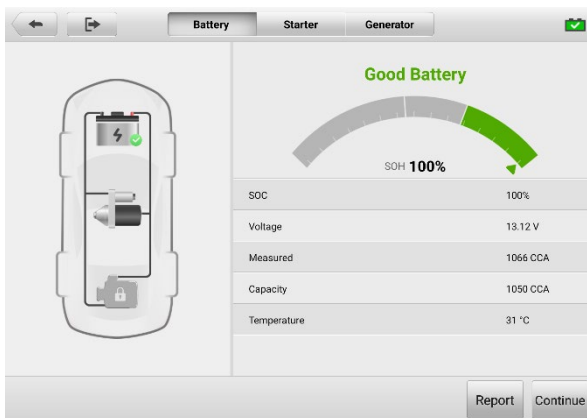 Battery Starter Generator
Good Battery
SOH 100%
SOC 100%
Voltage 13.12 V
Measured 1066 CCA
Capacity 1050 CCA
Temperature 31 °C
Report Continue